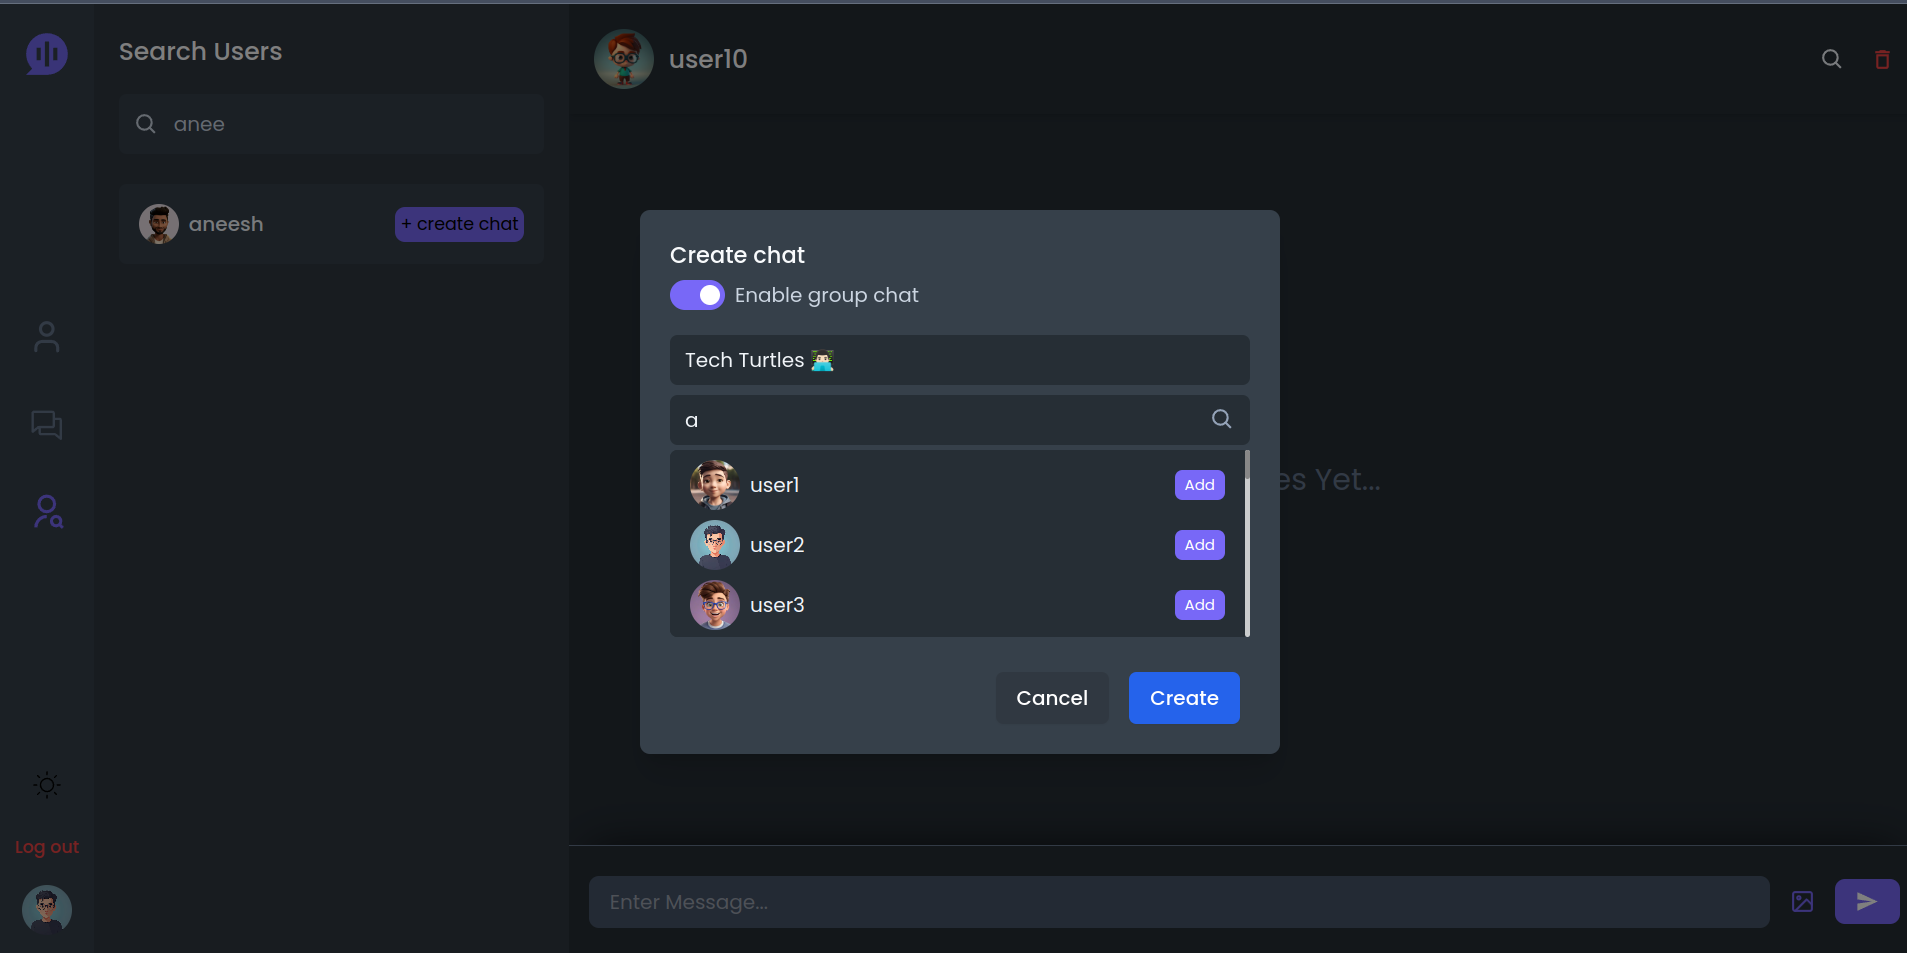 Search Users
anee
aneesh
+ create chat
Log out
user10
Create chat
Enable group chat
Tech Turtles 👨🏻‍💻
a
user1
Add
user2
Add
user3
Add
Cancel
Create
es Yet...
Enter Message...